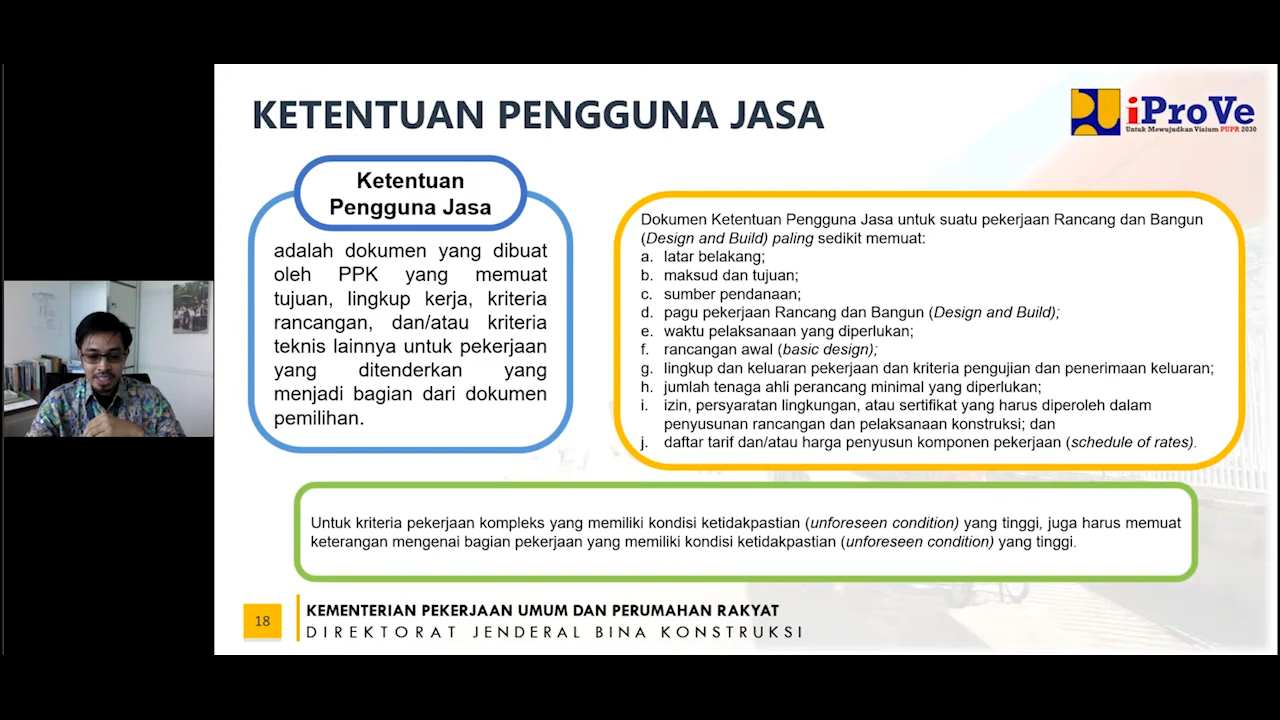 KETENTUAN PENGGUNA JASA
iProVe
Untuk Mewujudkan Visium PUPR 2030
Ketentuan
Pengguna Jasa
adalah dokumen yang dibuat
oleh PPK yang memuat
tujuan, lingkup kerja, kriteria
rancangan, dan/atau kriteria
teknis lainnya untuk pekerjaan
yang ditenderkan yang
menjadi bagian dari dokumen
pemilihan.
Dokumen Ketentuan Pengguna Jasa untuk suatu pekerjaan Rancang dan Bangun
(Design and Build) paling sedikit memuat:
a. latar belakang;
b. maksud dan tujuan;
c. sumber pendanaan;
d. pagu pekerjaan Rancang dan Bangun (Design and Build);
e. waktu pelaksanaan yang diperlukan;
f. rancangan awal (basic design);
g. lingkup dan keluaran pekerjaan dan kriteria pengujian dan penerimaan keluaran;
h. jumlah tenaga ahli perancang minimal yang diperlukan;
i. izin, persyaratan lingkungan, atau sertifikat yang harus diperoleh dalam
penyusunan rancangan dan pelaksanaan konstruksi; dan
j. daftar tarif dan/atau harga penyusun komponen pekerjaan (schedule of rates).
Untuk kriteria pekerjaan kompleks yang memiliki kondisi ketidakpastian (unforeseen condition) yang tinggi, juga harus memuat
keterangan mengenai bagian pekerjaan yang memiliki kondisi ketidakpastian (unforeseen condition) yang tinggi.
18
KEMENTERIAN PEKERJAAN UMUM DAN PERUMAHAN RAKYAT
DIREKTORAT JENDERAL BINA KONSTRUKSI